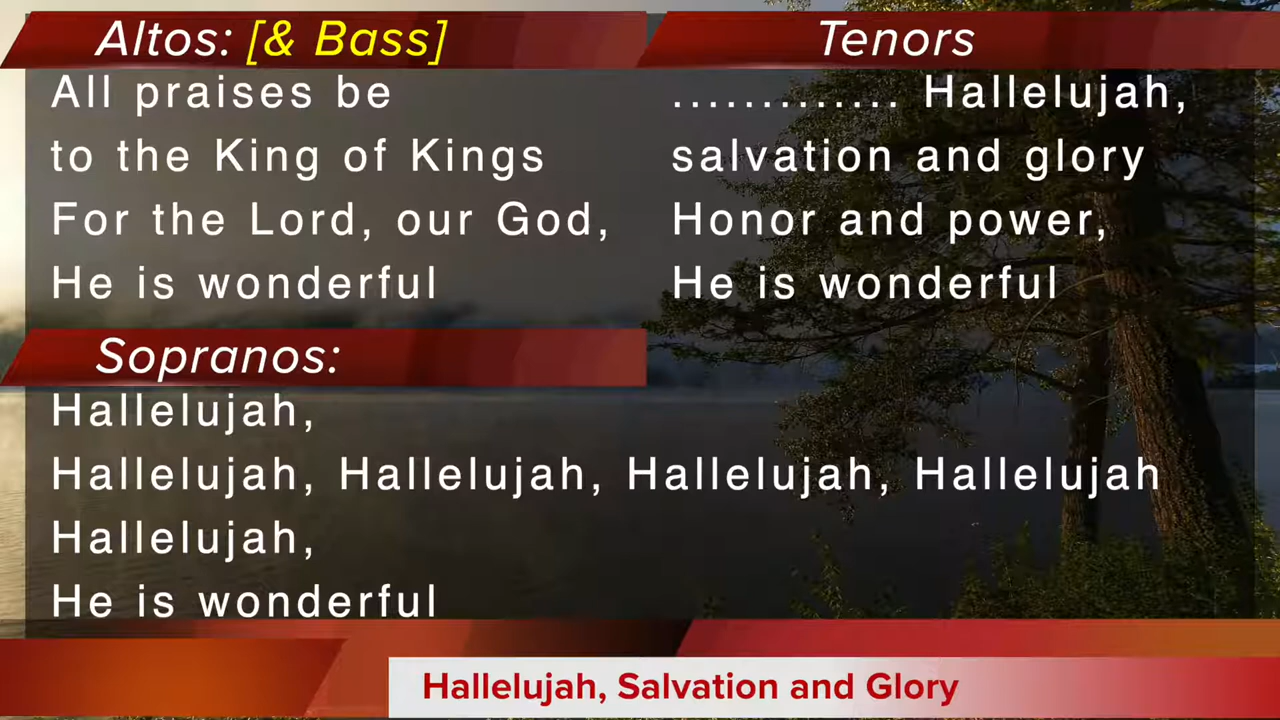 Altos: [& Bass]
All praises be
to the King of Kings
For the Lord, our God,
He is wonderful
Tenors
............. Hallelujah,
salvation and glory
Honor and power,
He is wonderful
Sopranos:
Hallelujah,
Hallelujah, Hallelujah, Hallelujah, Hallelujah
Hallelujah,
He is wonderful
Hallelujah, Salvation and Glory